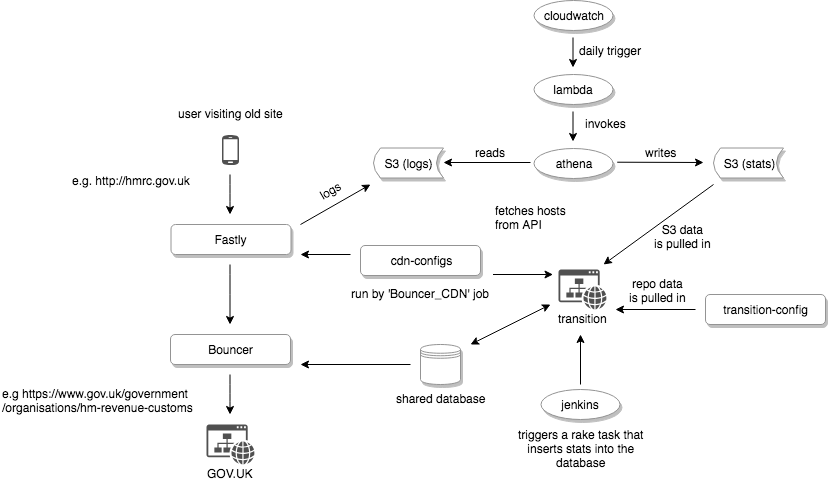 cloudwatch
daily trigger
lambda
user visiting old site
invokes
reads
writes
S3 (logs)
athena
S3 (stats)
e.g. http://hmrc.gov.uk
logs
fetches hosts
from API
S3 data
is pulled in
Fastly
cdn-configs
run by 'Bouncer_CDN' job
repo data
is pulled in
transition
transition-config
Bouncer
shared database
e.g https://www.gov.uk/government
/organisations/hm-revenue-customs
jenkins
triggers a rake task that
inserts stats into the
database
GOV.UK